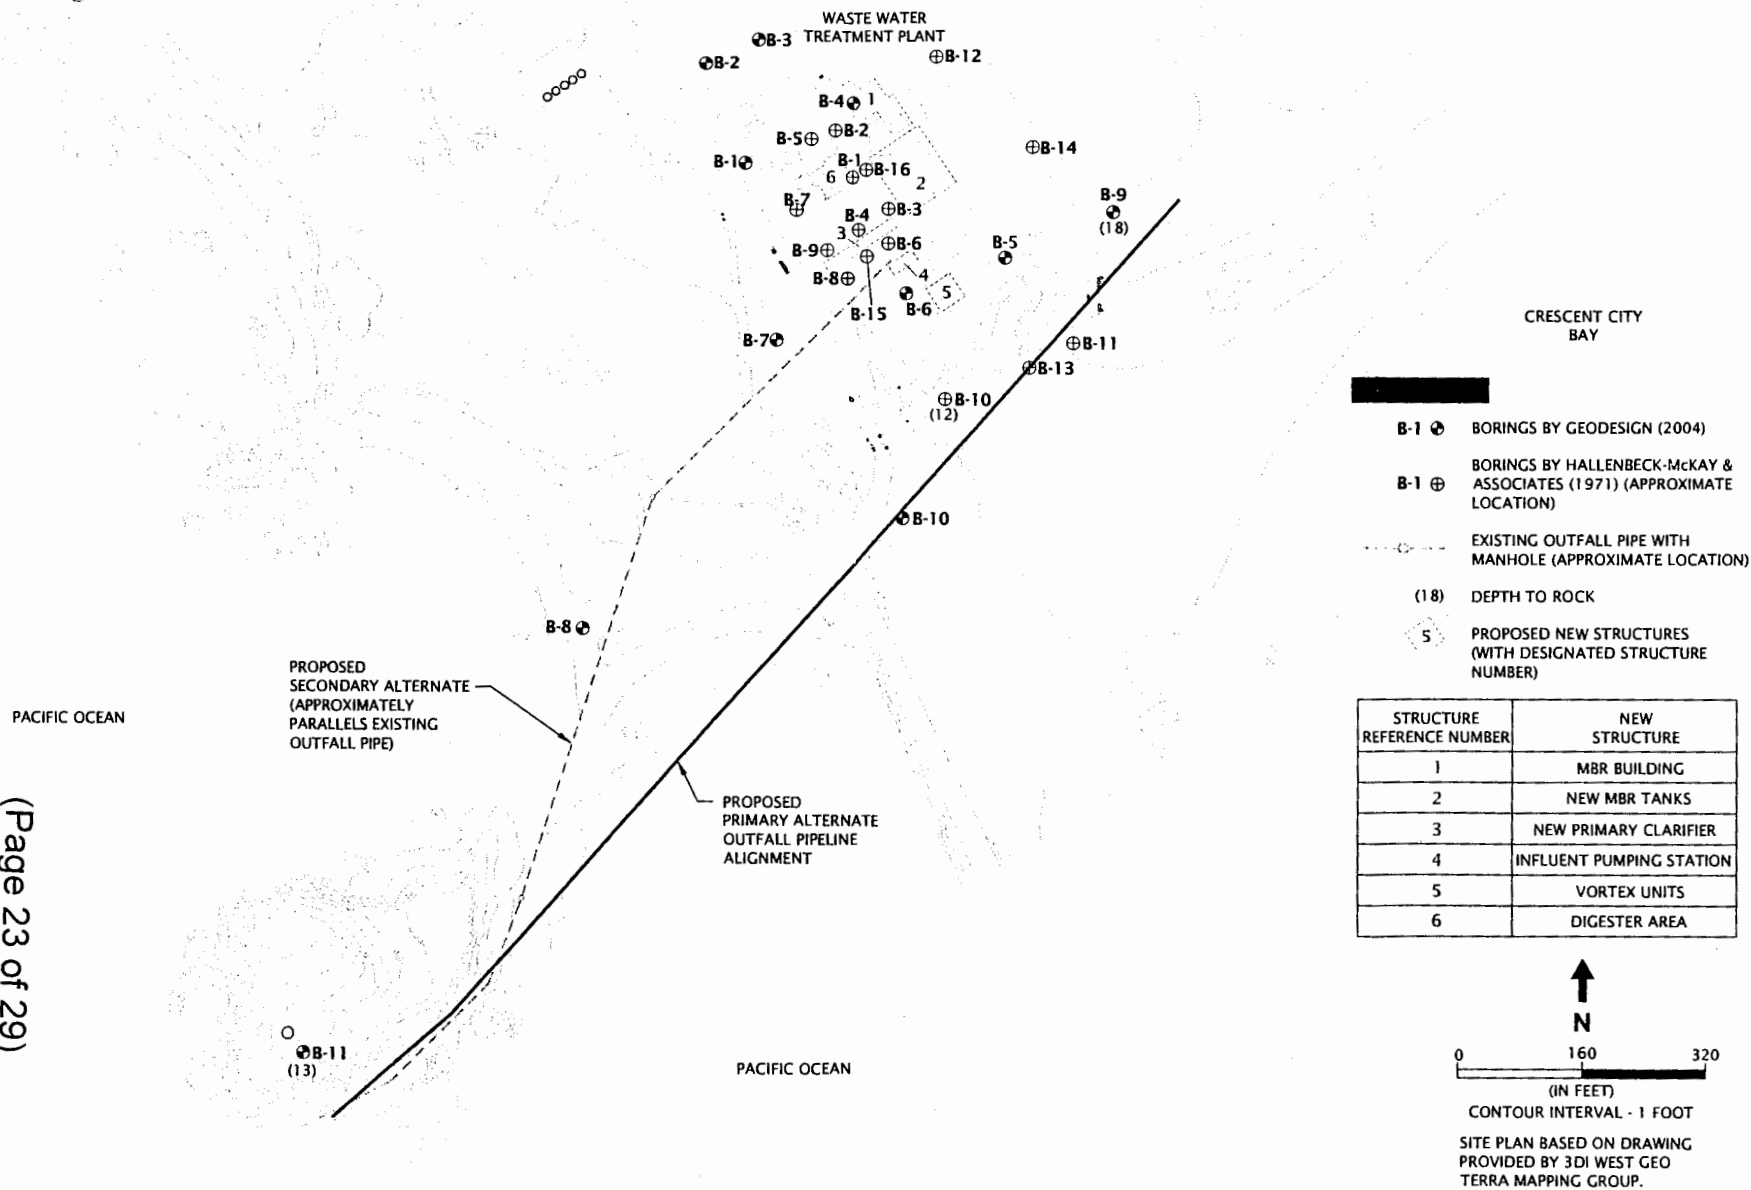 WASTE WATER
TREATMENT PLANT
B-3
B-2
B-12
B-4
1
B-2
B-5
B-14
B-1
B-1
B-16
6
2
B-7
B-3
B-9
(18)
B-4
3
B-6
B-9
B-5
B-8
4
5
B-6
B-15
B-7
B-11
B-13
B-10
(12)
B-10
B-8
CRESCENT CITY
BAY
B-1
BORINGS BY GEODESIGN (2004)
B-1
BORINGS BY HALLENBECK-McKAY &
ASSOCIATES (1971) (APPROXIMATE
LOCATION)
EXISTING OUTFALL PIPE WITH
MANHOLE (APPROXIMATE LOCATION)
(18)
DEPTH TO ROCK
5
PROPOSED NEW STRUCTURES
(WITH DESIGNATED STRUCTURE
NUMBER)
PROPOSED
SECONDARY ALTERNATE
(APPROXIMATELY
PARALLELS EXISTING
OUTFALL PIPE)
PACIFIC OCEAN
PROPOSED
PRIMARY ALTERNATE
OUTFALL PIPELINE
ALIGNMENT
STRUCTURE REFERENCE NUMBER NEW STRUCTURE
1 MBR BUILDING
2 NEW MBR TANKS
3 NEW PRIMARY CLARIFIER
4 INFLUENT PUMPING STATION
5 VORTEX UNITS
6 DIGESTER AREA
(Page 23 of 29)
B-11
(13)
PACIFIC OCEAN
N
0 160 320
(IN FEET)
CONTOUR INTERVAL - 1 FOOT
SITE PLAN BASED ON DRAWING
PROVIDED BY 3DI WEST GEO
TERRA MAPPING GROUP.